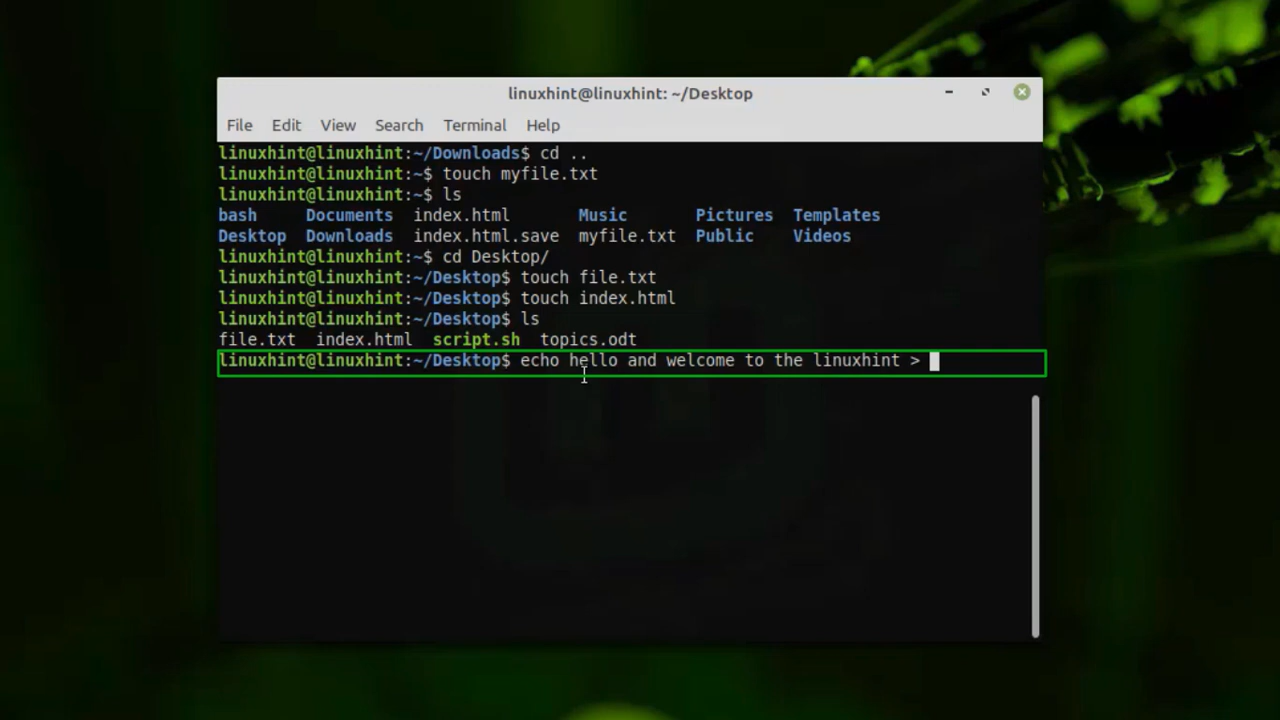 linuxhint@linuxhint: ~/Desktop
File Edit View Search Terminal Help
linuxhint@linuxhint:~/Downloads$ cd ..
linuxhint@linuxhint:~$ touch myfile.txt
linuxhint@linuxhint:~$ ls
bash Documents index.html Music Pictures Templates
Desktop Downloads index.html.save myfile.txt Public Videos
linuxhint@linuxhint:~$ cd Desktop/
linuxhint@linuxhint:~/Desktop$ touch file.txt
linuxhint@linuxhint:~/Desktop$ touch index.html
linuxhint@linuxhint:~/Desktop$ ls
file.txt index.html script.sh topics.odt
linuxhint@linuxhint:~/Desktop$ echo hello and welcome to the linuxhint >